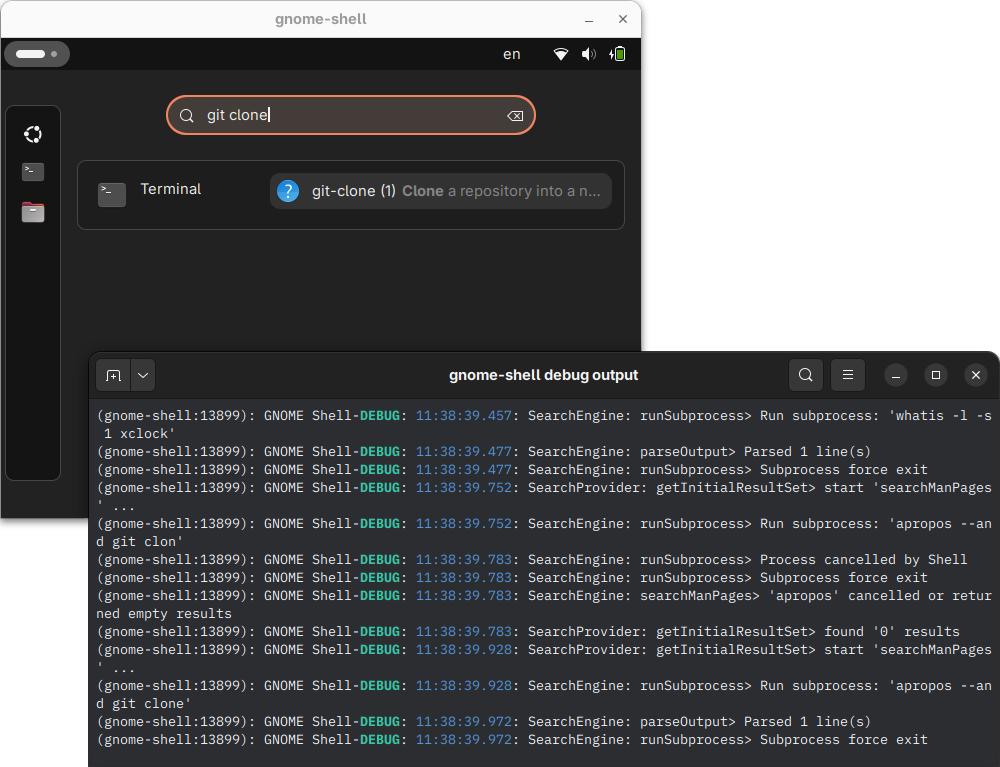 gnome-shell
en
git clone
Terminal
git-clone (1) Clone a repository into a n...
gnome-shell debug output
(gnome-shell:13899): GNOME Shell-DEBUG: 11:38:39.457: SearchEngine: runSubprocess> Run subprocess: 'whatis -l -s
 1 xclock'
(gnome-shell:13899): GNOME Shell-DEBUG: 11:38:39.477: SearchEngine: parseOutput> Parsed 1 line(s)
(gnome-shell:13899): GNOME Shell-DEBUG: 11:38:39.477: SearchEngine: runSubprocess> Subprocess force exit
(gnome-shell:13899): GNOME Shell-DEBUG: 11:38:39.752: SearchProvider: getInitialResultSet> start 'searchManPages
' ...
(gnome-shell:13899): GNOME Shell-DEBUG: 11:38:39.752: SearchEngine: runSubprocess> Run subprocess: 'apropos --an
d git clon'
(gnome-shell:13899): GNOME Shell-DEBUG: 11:38:39.783: SearchEngine: runSubprocess> Process cancelled by Shell
(gnome-shell:13899): GNOME Shell-DEBUG: 11:38:39.783: SearchEngine: runSubprocess> Subprocess force exit
(gnome-shell:13899): GNOME Shell-DEBUG: 11:38:39.783: SearchEngine: searchManPages> 'apropos' cancelled or retur
ned empty results
(gnome-shell:13899): GNOME Shell-DEBUG: 11:38:39.783: SearchProvider: getInitialResultSet> found '0' results
(gnome-shell:13899): GNOME Shell-DEBUG: 11:38:39.928: SearchProvider: getInitialResultSet> start 'searchManPages
' ...
(gnome-shell:13899): GNOME Shell-DEBUG: 11:38:39.928: SearchEngine: runSubprocess> Run subprocess: 'apropos --an
d git clone'
(gnome-shell:13899): GNOME Shell-DEBUG: 11:38:39.972: SearchEngine: parseOutput> Parsed 1 line(s)
(gnome-shell:13899): GNOME Shell-DEBUG: 11:38:39.972: SearchEngine: runSubprocess> Subprocess force exit